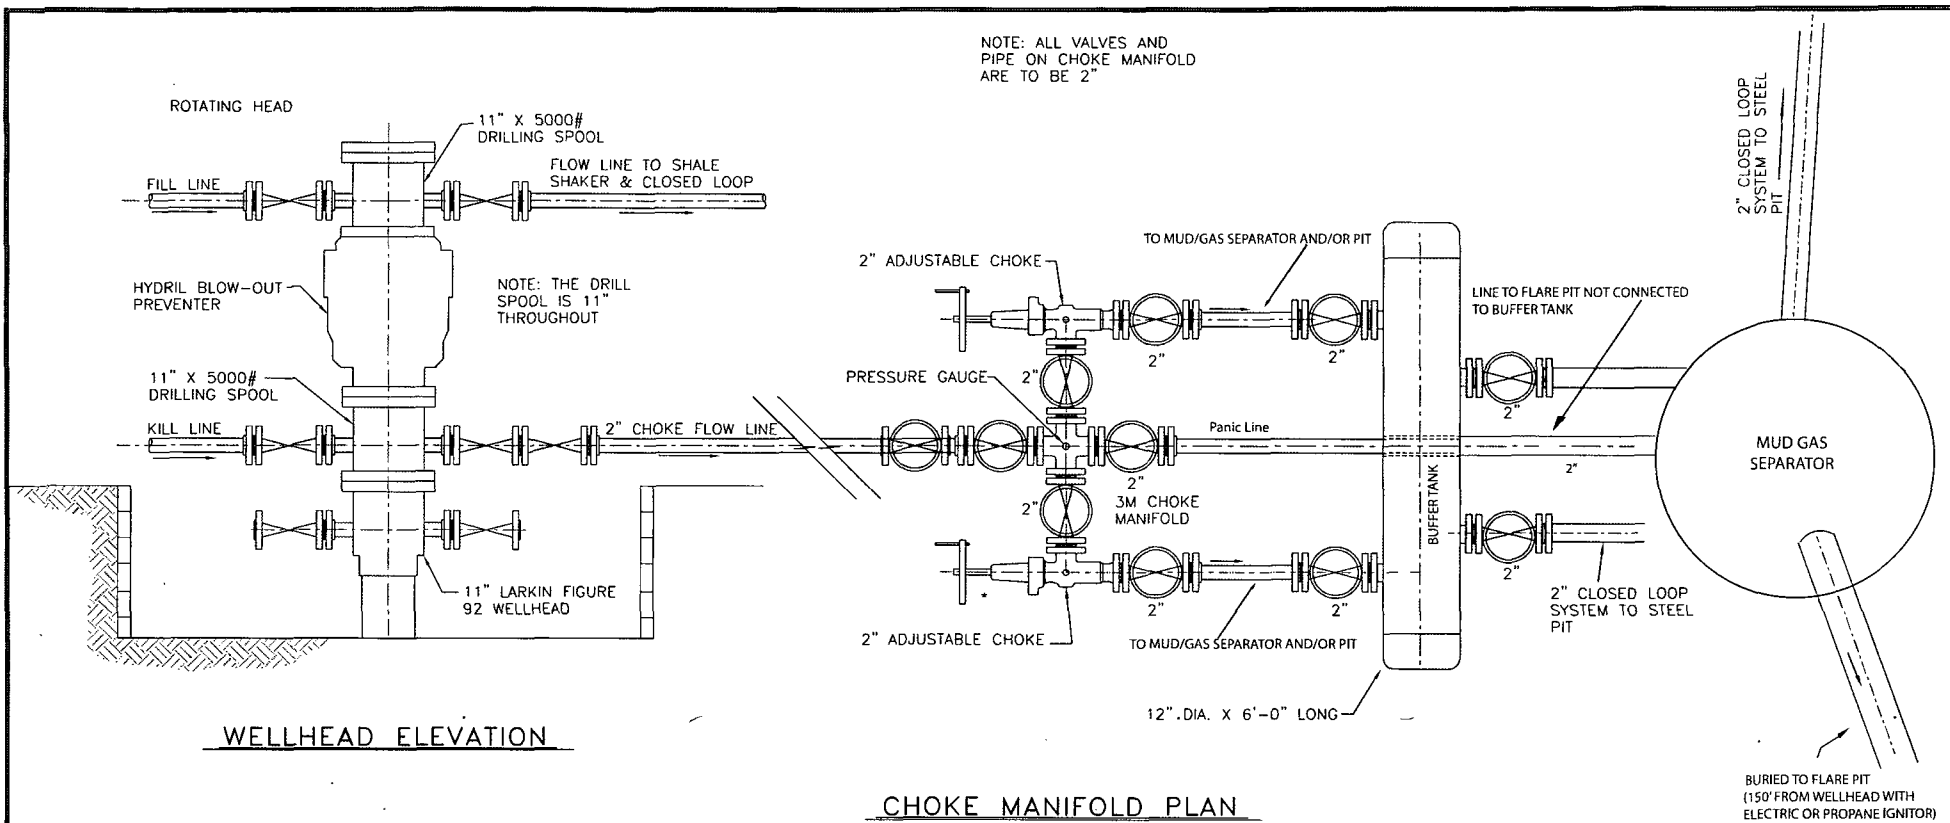 NOTE: ALL VALVES AND
PIPE ON CHOKE MANIFOLD
ARE TO BE 2"
ROTATING HEAD
11" X 5000#
DRILLING SPOOL
FLOW LINE TO SHALE
SHAKER & CLOSED LOOP
FILL LINE
HYDRIL BLOW-OUT
PREVENTER
NOTE: THE DRILL
SPOOL IS 11"
THROUGHOUT
11" X 5000#
DRILLING SPOOL
KILL LINE
2" CHOKE FLOW LINE
11" LARKIN FIGURE
92 WELLHEAD
WELLHEAD ELEVATION
2" ADJUSTABLE CHOKE
TO MUD/GAS SEPARATOR AND/OR PIT
2"
2"
2"
PRESSURE GAUGE
Panic Line
2"
3M CHOKE
MANIFOLD
2"
2"
2"
2" ADJUSTABLE CHOKE
TO MUD/GAS SEPARATOR AND/OR PIT
12".DIA. X 6'-0" LONG
BUFFER TANK
LINE TO FLARE PIT NOT CONNECTED
TO BUFFER TANK
2"
2"
2"
2" CLOSED LOOP
SYSTEM TO STEEL
PIT
2" CLOSED LOOP
SYSTEM TO STEEL
PIT
MUD GAS
SEPARATOR
BURIED TO FLARE PIT
(150' FROM WELLHEAD WITH
ELECTRIC OR PROPANE IGNITOR)
CHOKE MANIFOLD PLAN